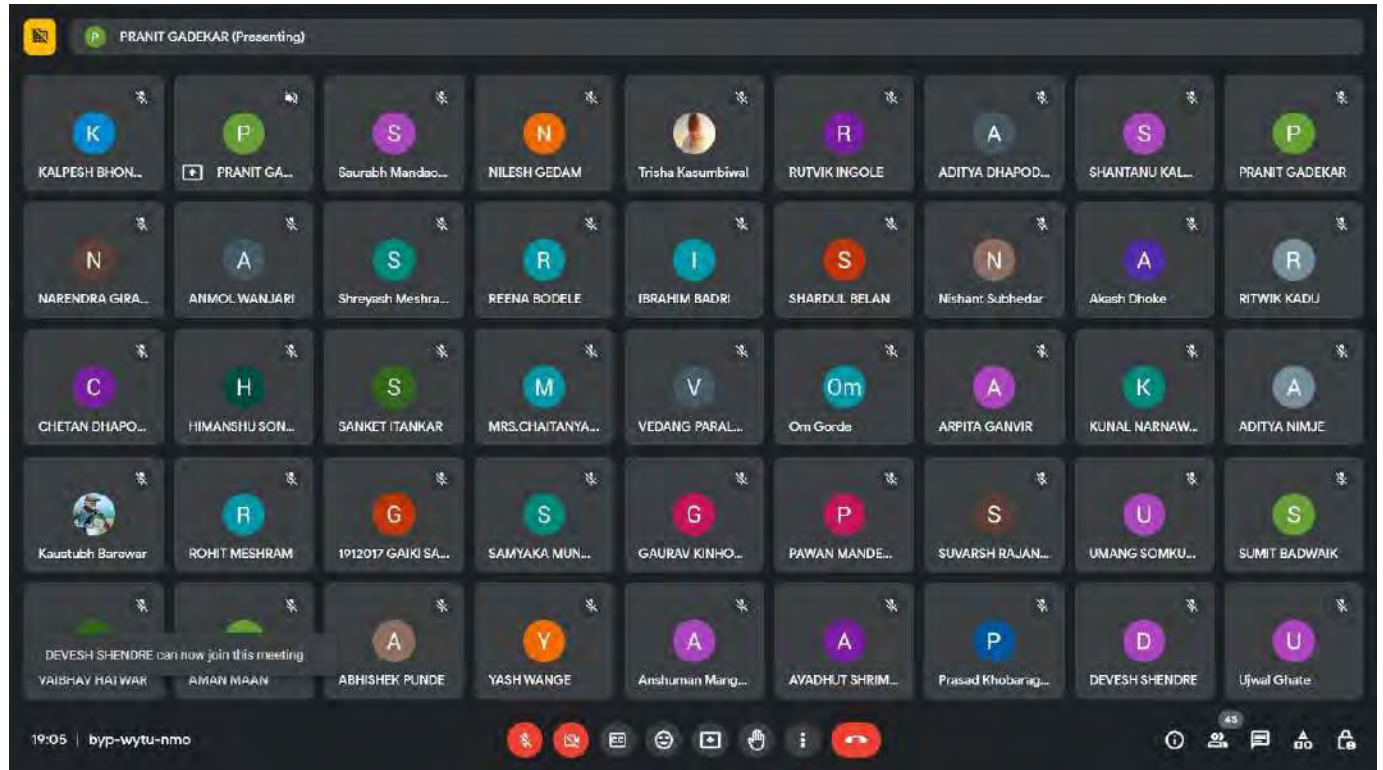 P PRANIT GADEKAR (Presenting)
K P S N R A S P
KALPESH BHON... PRANIT GA... Saurabh Mandao... NILESH GEDAM Trisha Kasumbiwal RUTVIK INGOLE ADITYA DHAPOD... SHANTANU KAL... PRANIT GADEKAR
N A S R I S N A R
NARENDRA GIRA... ANMOL WANJARI Shreyash Meshra... REENA BODELE IBRAHIM BADRI SHARDUL BELAN Nishant Subhedar Akash Dhoke RITWIK KADU
C H S M V Om A K A
CHETAN DHAPO... HIMANSHU SON... SANKET ITANKAR MRS.CHAITANYA... VEDANG PARAL... Om Gorde ARPITA GANVIR KUNAL NARNAW... ADITYA NIMJE
R G S G P S U S
Kaustubh Barewar ROHIT MESHRAM 1912017 GAIKI SA... SAMYAKA MUN... GAURAV KINHO... PAWAN MANDE... SUVARSH RAJAN... UMANG SOMKU... SUMIT BADWAIK
A Y A A P D U
DEVESH SHENDRE can now join this meeting
VAIBHAV HATWAR AMAN MAAN ABHISHEK PUNDE YASH WANGE Anshuman Mang... AVADHUT SHRIM... Prasad Khobarag... DEVESH SHENDRE Ujwal Ghate
45
19:05 | byp-wytu-nmo